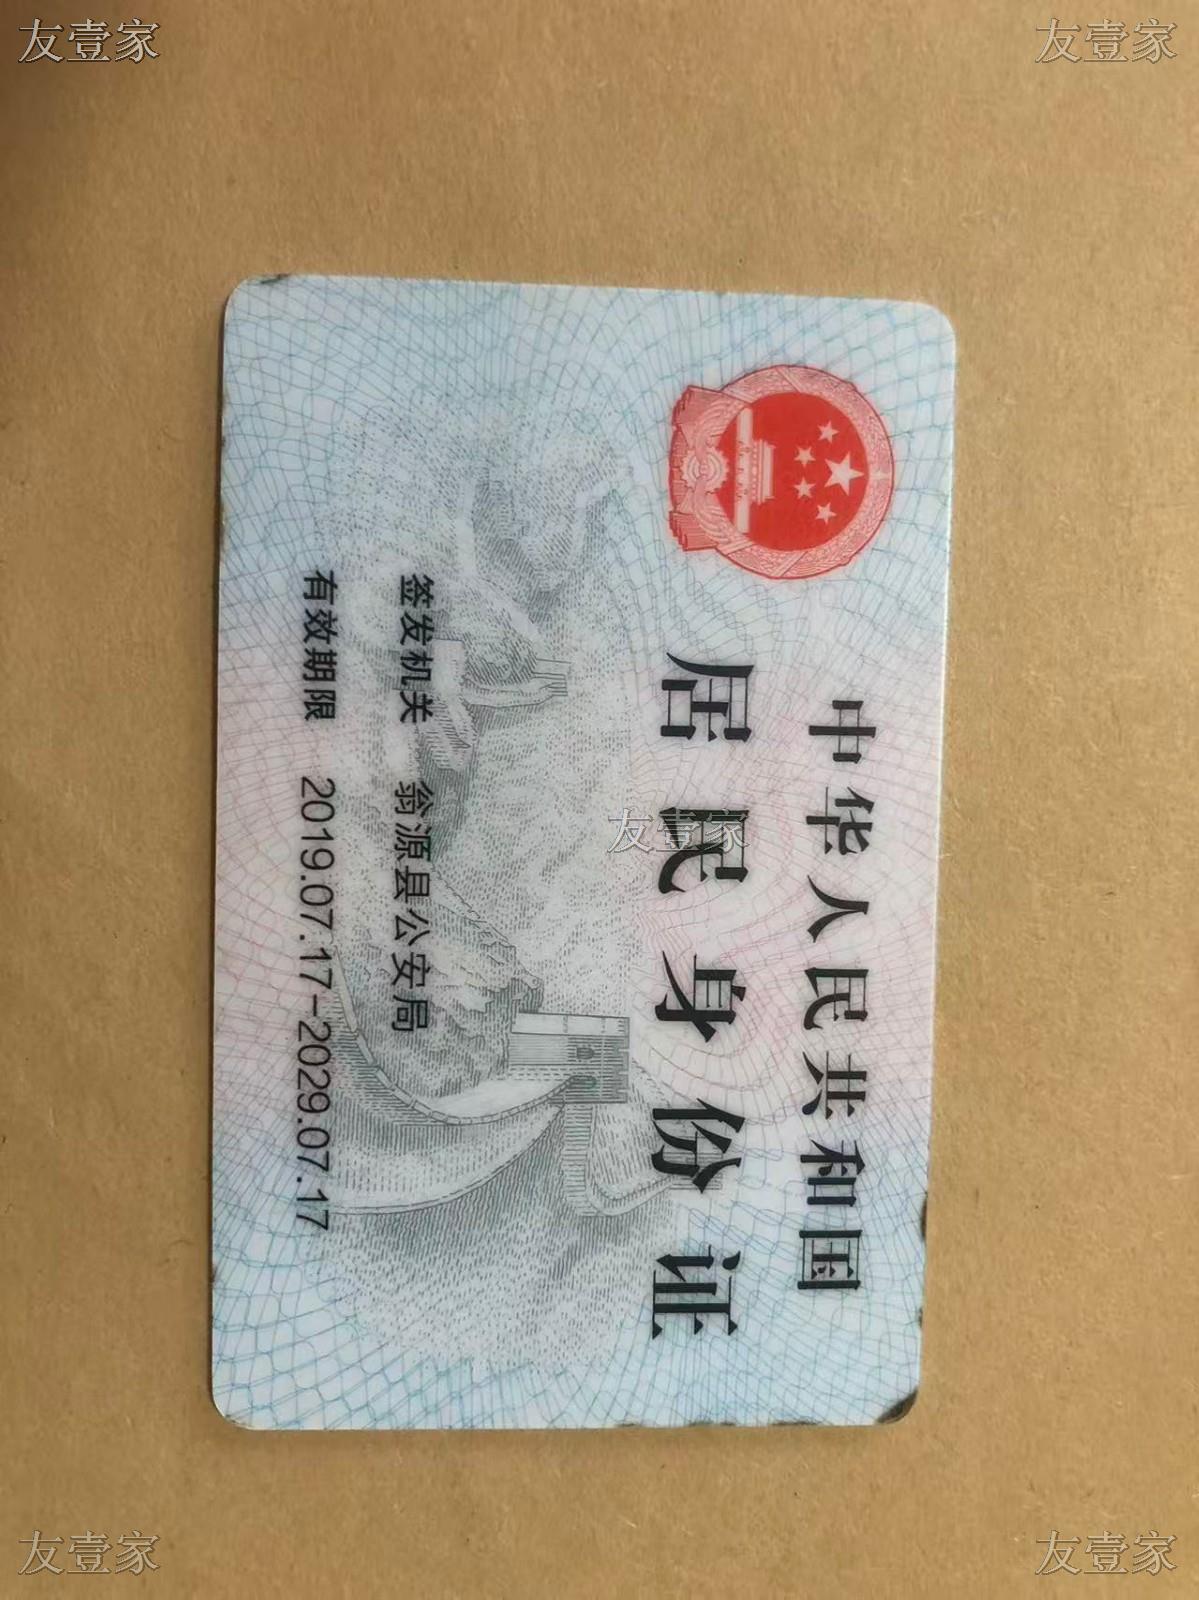 友壹家 友壹家
中华人民共和国
居民身份证
友壹家
签发机关 翁源县公安局
有效期限 2019.07.17-2029.07.17
友壹家 友壹家